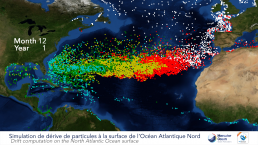 Month 12
Year 1
Simulation de dérive de particules à la surface de l'Océan Atlantique Nord
Drift computation on the North Atlantic Ocean surface